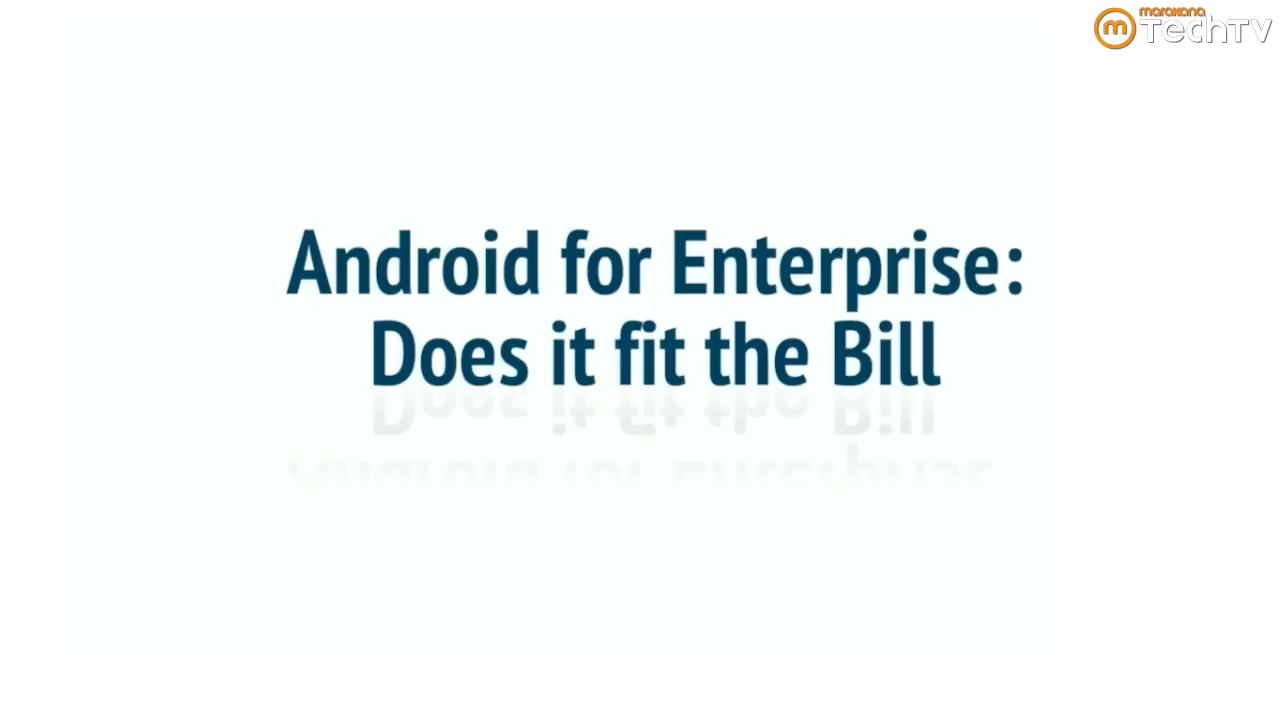 marakana
TechTV
Android for Enterprise:
Does it fit the Bill